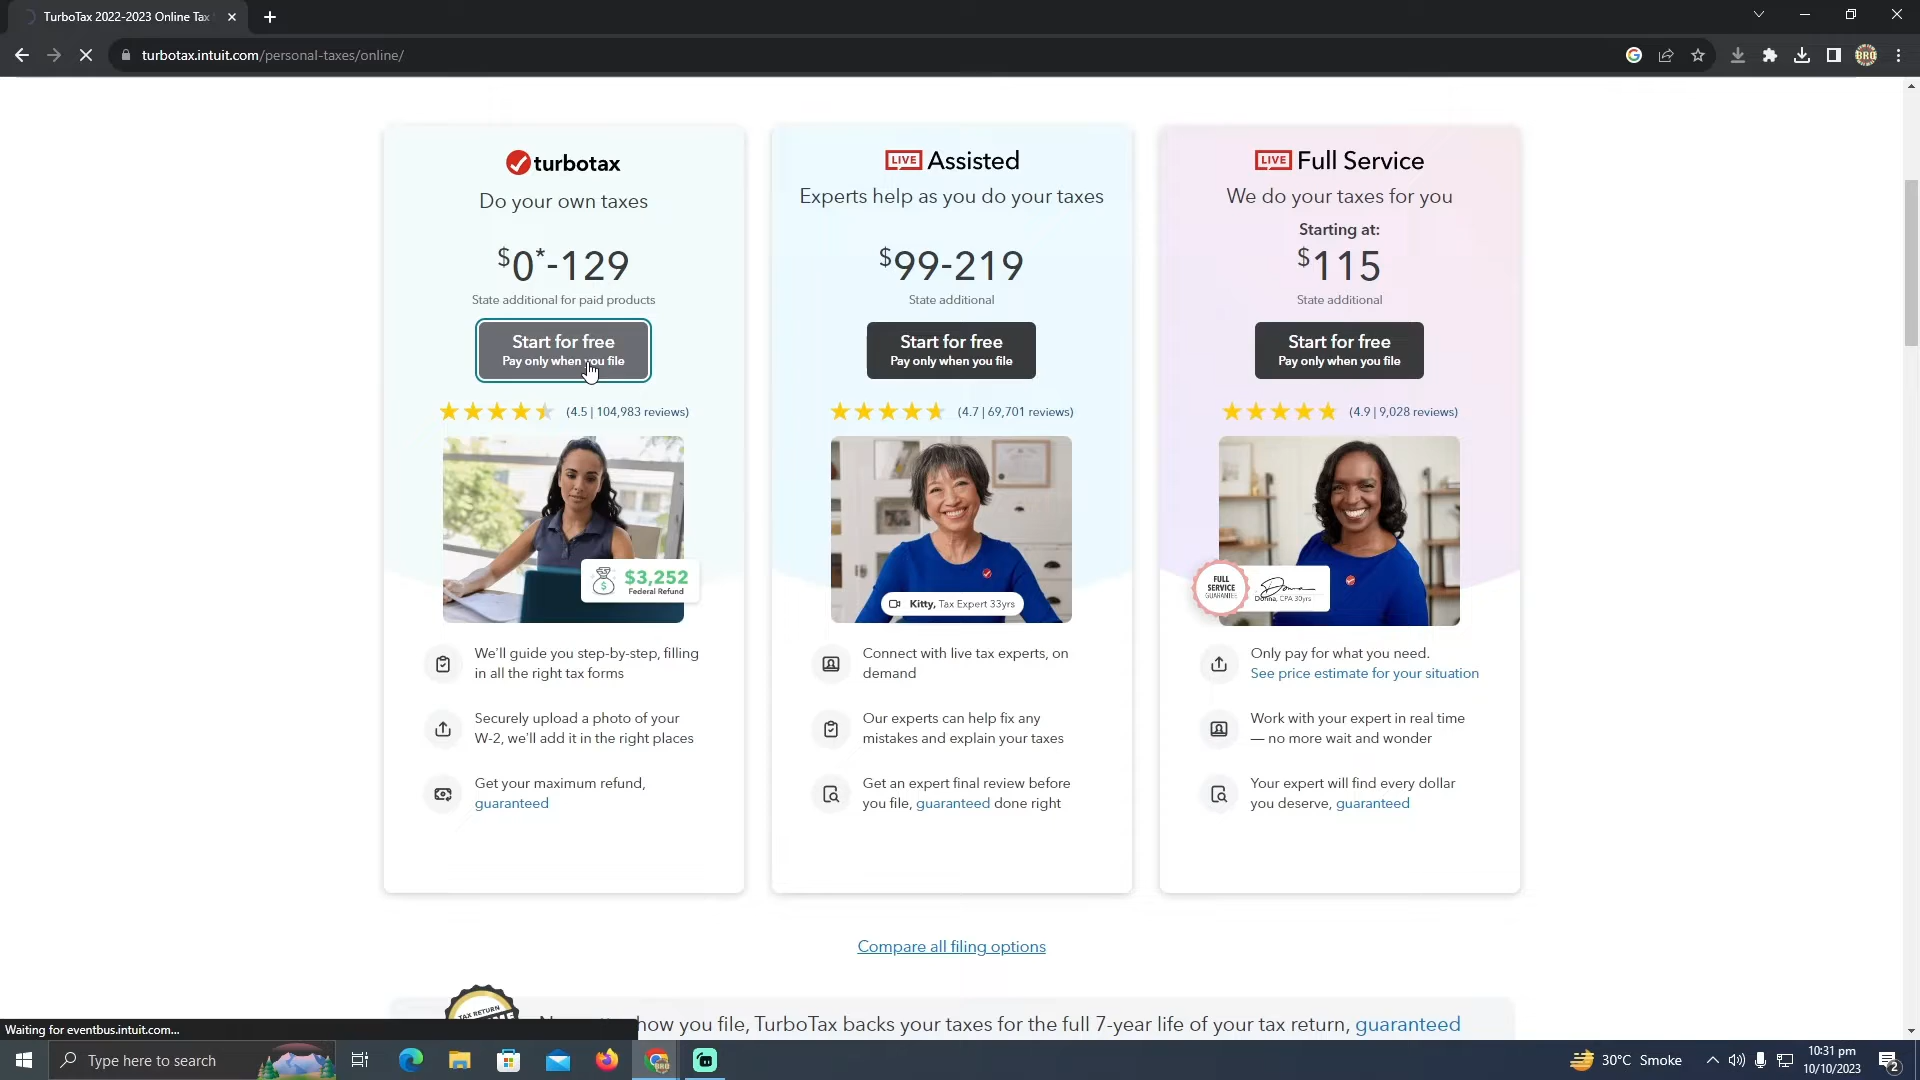 TurboTax 2022-2023 Online Tax
turbotax.intuit.com/personal-taxes/online/
BRO
turbotax
Do your own taxes
$0*-129
State additional for paid products
Start for free
Pay only when you file
(4.5 | 104,983 reviews)
$3,252
Federal Refund
We'll guide you step-by-step, filling
in all the right tax forms
Securely upload a photo of your
W-2, we'll add it in the right places
Get your maximum refund,
guaranteed
LIVE Assisted
Experts help as you do your taxes
$99-219
State additional
Start for free
Pay only when you file
(4.7 | 69,701 reviews)
Kitty, Tax Expert 33yrs
Connect with live tax experts, on
demand
Our experts can help fix any
mistakes and explain your taxes
Get an expert final review before
you file, guaranteed done right
LIVE Full Service
We do your taxes for you
Starting at:
$115
State additional
Start for free
Pay only when you file
(4.9 | 9,028 reviews)
FULL
SERVICE
GUARANTEE
Donna
Donna, CPA 30yrs
Only pay for what you need.
See price estimate for your situation
Work with your expert in real time
— no more wait and wonder
Your expert will find every dollar
you deserve, guaranteed
Compare all filing options
TAX RETURN
how you file, TurboTax backs your taxes for the full 7-year life of your tax return, guaranteed
Waiting for eventbus.intuit.com...
Type here to search
30°C Smoke
10:31 pm
10/10/2023
2